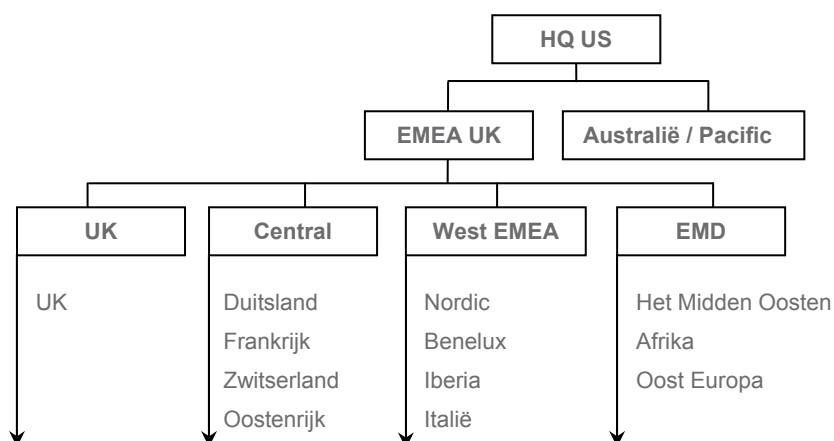 HQ US
EMEA UK
Australië / Pacific
UK
Central
West EMEA
EMD
UK
Duitsland
Frankrijk
Zwitserland
Oostenrijk
Nordic
Benelux
Iberia
Italië
Het Midden Oosten
Afrika
Oost Europa